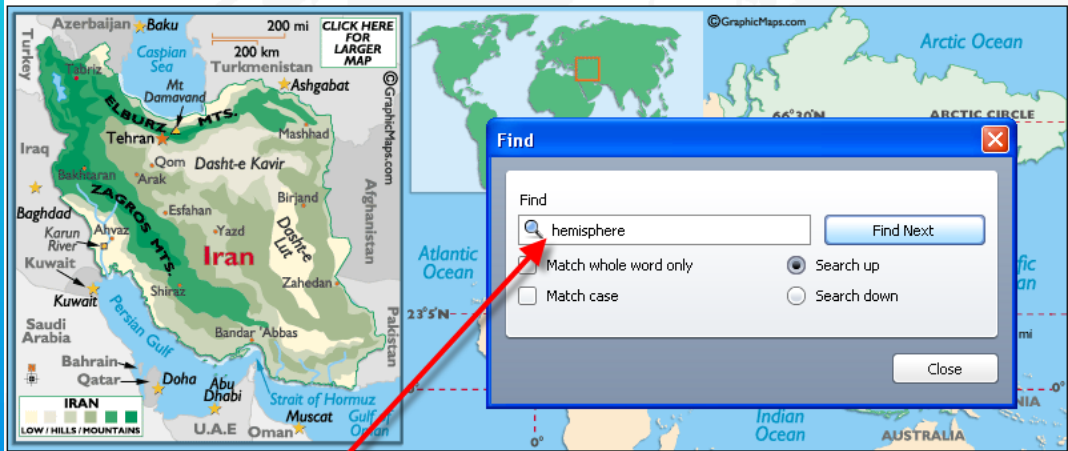 Azerbaijan
Baku
200 mi
200 km
CLICK HERE
FOR
LARGER
MAP
Turkey
Caspian
Sea
Turkmenistan
Ashgabat
©GraphicMaps.com
Tabriz
Mt
Damavand
ELBURZ MTS.
Tehran
Mashhad
Iraq
Qom
Dasht-e Kavir
Bakhtaran
Arak
Afghanistan
Birjand
ZAGROS MTS.
Esfahan
Baghdad
Karun
River
Ahvaz
Yazd
Dasht-e
Lut
Iran
Kuwait
Kuwait
Shiraz
Zahedan
Persian Gulf
Saudi
Arabia
Bandar 'Abbas
Pakistan
Bahrain
Qatar
Doha
Abu
Dhabi
Strait of Hormuz
Muscat
Gulf of
Oman
U.A.E
Oman
IRAN
LOW / HILLS / MOUNTAINS
©GraphicMaps.com
Arctic Ocean
66°30'N
ARCTIC CIRCLE
Atlantic
Ocean
23°5'N
mi
0°
Indian
Ocean
AUSTRALIA
0°
Find
Find
hemisphere
Find Next
Match whole word only
Search up
Match case
Search down
Close